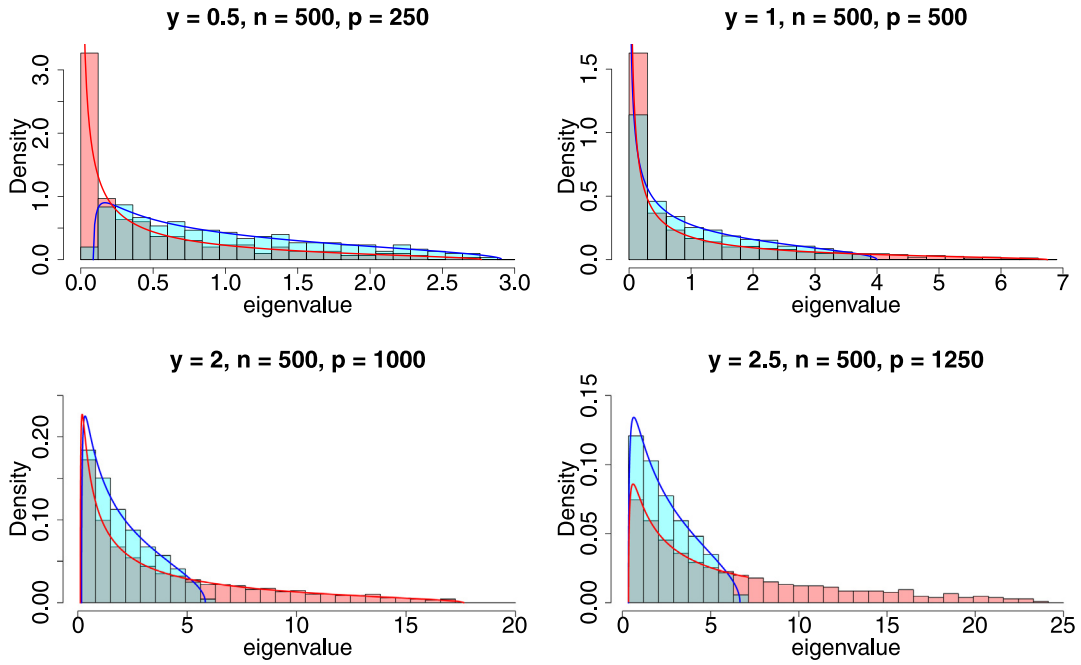 y = 0.5, n = 500, p = 250
Density
0.0 1.0 2.0 3.0
0.0 0.5 1.0 1.5 2.0 2.5 3.0
eigenvalue
y = 1, n = 500, p = 500
Density
0.0 0.5 1.0 1.5
0 1 2 3 4 5 6 7
eigenvalue
y = 2, n = 500, p = 1000
Density
0.00 0.10 0.20
0 5 10 15 20
eigenvalue
y = 2.5, n = 500, p = 1250
Density
0.00 0.05 0.10 0.15
0 5 10 15 20 25
eigenvalue